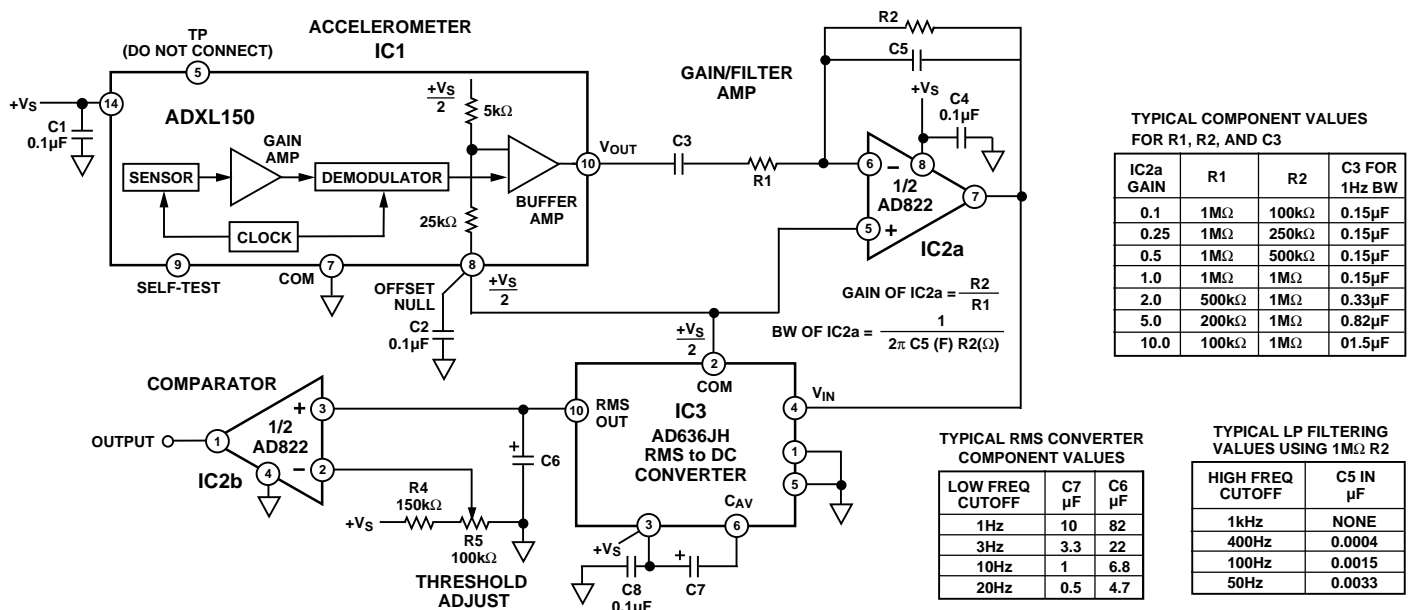 ACCELEROMETER
IC1
TP
(DO NOT CONNECT)
5
+VS
14
C1
0.1µF
ADXL150
+VS
2
5kΩ
GAIN
AMP
SENSOR
DEMODULATOR
BUFFER
AMP
25kΩ
CLOCK
10
VOUT
9
SELF-TEST
7
COM
8
OFFSET
NULL
+VS
2
C2
0.1µF
GAIN/FILTER
AMP
C3
R1
R2
C5
+VS
C4
0.1µF
6
–
8
1/2
AD822
7
5
+
IC2a
GAIN OF IC2a = R2
R1
BW OF IC2a = 1
2π C5 (F) R2(Ω)
+VS
2
2
COM
COMPARATOR
+
3
1/2
AD822
OUTPUT
1
4
–
2
IC2b
R4
150kΩ
+VS
R5
100kΩ
THRESHOLD
ADJUST
+
C6
10
RMS
OUT
IC3
AD636JH
RMS to DC
CONVERTER
4
VIN
1
5
CAV
3
6
+VS
C8
0.1µF
+
C7
TYPICAL COMPONENT VALUES
FOR R1, R2, AND C3
IC2a
GAIN R1 R2 C3 FOR
1Hz BW
0.1 1MΩ 100kΩ 0.15µF
0.25 1MΩ 250kΩ 0.15µF
0.5 1MΩ 500kΩ 0.15µF
1.0 1MΩ 1MΩ 0.15µF
2.0 500kΩ 1MΩ 0.33µF
5.0 200kΩ 1MΩ 0.82µF
10.0 100kΩ 1MΩ 01.5µF
TYPICAL RMS CONVERTER
COMPONENT VALUES
LOW FREQ
CUTOFF C7
µF C6
µF
1Hz 10 82
3Hz 3.3 22
10Hz 1 6.8
20Hz 0.5 4.7
TYPICAL LP FILTERING
VALUES USING 1MΩ R2
HIGH FREQ
CUTOFF C5 IN
µF
1kHz NONE
400Hz 0.0004
100Hz 0.0015
50Hz 0.0033